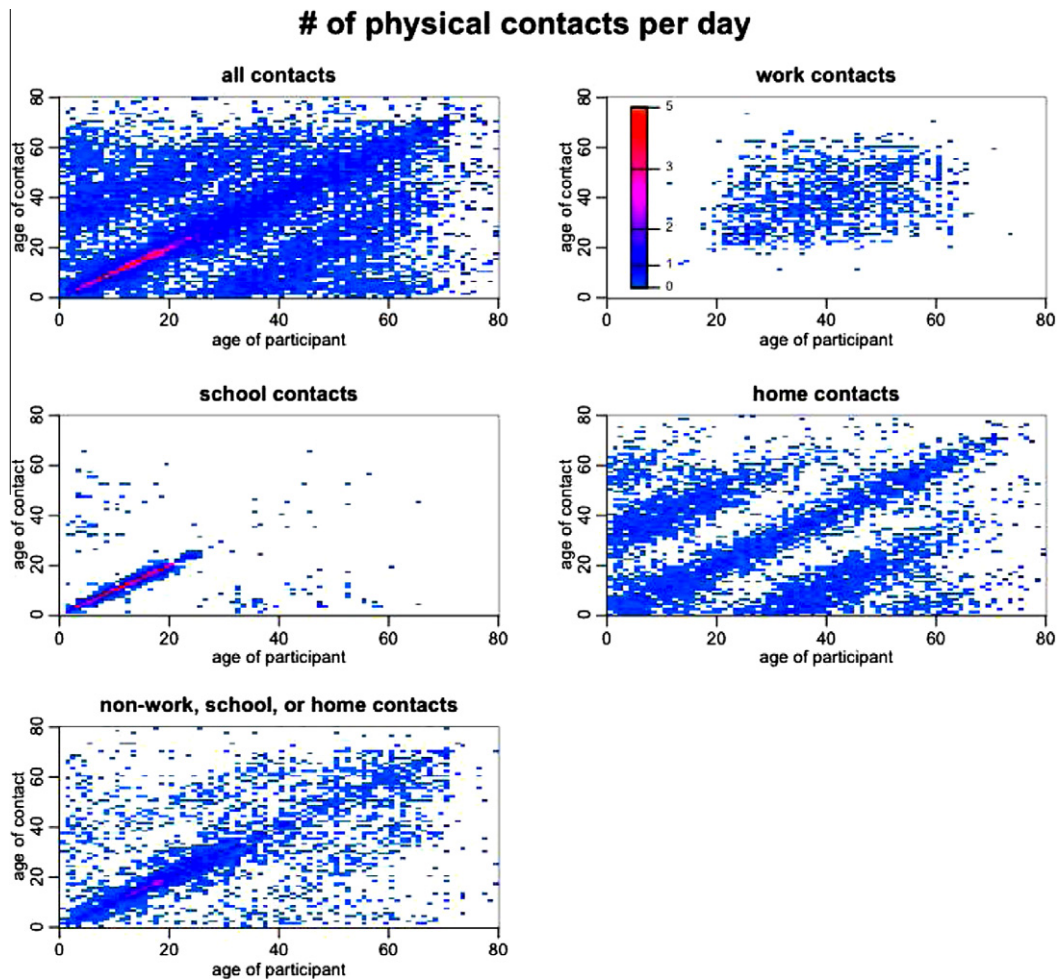 # of physical contacts per day
all contacts
80
60
40
20
0
age of contact
0 20 40 60 80
age of participant
work contacts
5
3
2
1
0
80
60
40
20
0
age of contact
20 40 60 80
age of participant
school contacts
80
60
40
20
0
age of contact
0 20 40 60 80
age of participant
home contacts
80
60
40
20
0
age of contact
0 20 40 60 80
age of participant
non-work, school, or home contacts
80
60
40
20
0
age of contact
0 20 40 60 80
age of participant